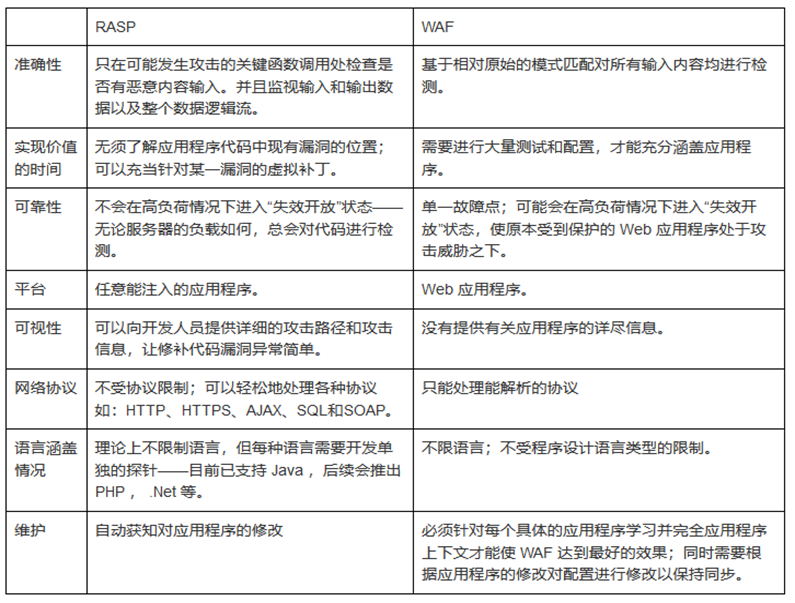 RASP
WAF
准确性
只在可能发生攻击的关键函数调用处检查是
否有恶意内容输入。并且监视输入和输出数
据以及整个数据逻辑流。
基于相对原始的模式匹配对所有输入内容均进行检
测。
实现价值
的时间
无须了解应用程序代码中现有漏洞的位置；
可以充当针对某一漏洞的虚拟补丁。
需要进行大量测试和配置，才能充分涵盖应用程
序。
可靠性
不会在高负荷情况下进入“失效开放”状态——
无论服务器的负载如何，总会对代码进行检
测。
单一故障点；可能会在高负荷情况下进入“失效开
放”状态，使原本受到保护的 Web 应用程序处于攻
击威胁之下。
平台
任意能注入的应用程序。
Web 应用程序。
可视性
可以向开发人员提供详细的攻击路径和攻击
信息，让修补代码漏洞异常简单。
没有提供有关应用程序的详尽信息。
网络协议
不受协议限制；可以轻松地处理各种协议
如：HTTP、HTTPS、AJAX、SQL和SOAP。
只能处理能解析的协议
语言涵盖
情况
理论上不限制语言，但每种语言需要开发单
独的探针——目前已支持 Java ，后续会推出
PHP ， .Net 等。
不限语言；不受程序设计语言类型的限制。
维护
自动获知对应用程序的修改
必须针对每个具体的应用程序学习并完全应用程序
上下文才能使 WAF 达到最好的效果；同时需要根
据应用程序的修改对配置进行修改以保持同步。